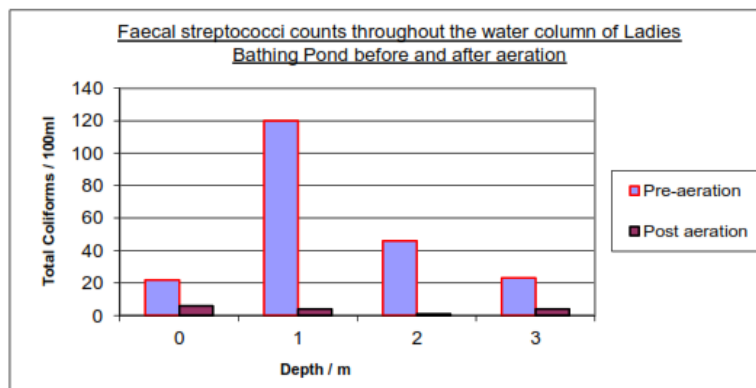 Faecal streptococci counts throughout the water column of Ladies
Bathing Pond before and after aeration
Total Coliforms / 100ml
140
120
100
80
60
40
20
0
0 1 2 3
Depth / m
Pre-aeration
Post aeration